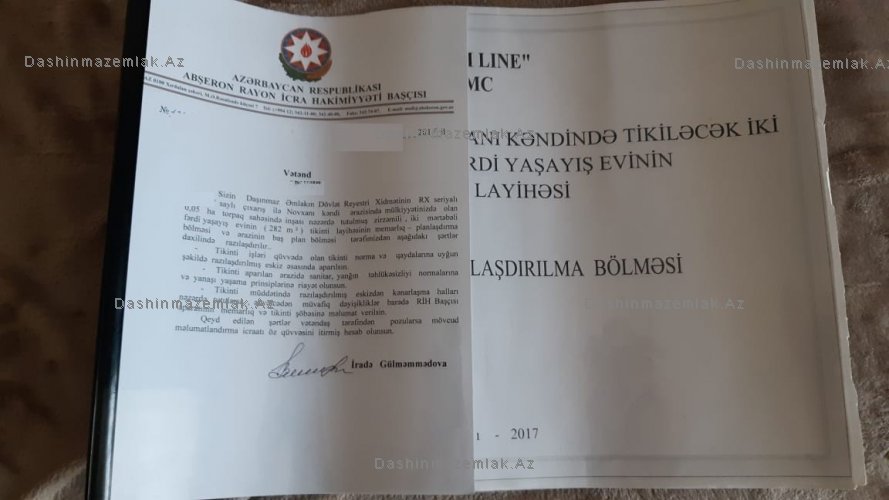 AZƏRBAYCAN RESPUBLİKASI
ABŞERON RAYON İCRA HAKİMİYYƏTİ BAŞÇISI
№
Vətənd
Sizin Daşınmaz Əmlakın Dövlət Reyestri Xidmətinin RX seriyalı
saylı çıxarış ilə Novxanı kəndi ərazisində mülkiyyətinizdə olan
0,05 ha torpaq sahəsində inşası nəzərdə tutulmuş zirzəmili, iki mərtəbəli
fərdi yaşayış evinin (282 m²) tikinti layihəsinin memarlıq – planlaşdırma
bölməsi və ərazinin baş plan bölməsi tərəfimizdən aşağıdakı şərtlər
daxilində razılaşdırılır.
- Tikinti işləri qüvvədə olan tikinti norma və qaydalarına uyğun
şəkildə razılaşdırılmış eskiz əsasında aparılsın.
- Tikinti aparılan ərazidə sanitar, yanğın təhlükəsizliyi normalarına
və yanaşı yaşama prinsiplərinə riayət olunsun.
- Tikinti müddətində razılaşdırılmış eskizdən kənarlaşma halları
müvafiq dəyişikliklər barədə RİH Başçısı
memarlıq və tikinti şöbəsinə məlumat verilsin.
Qeyd edilən şərtlər vətəndaş tərəfindən pozularsa mövcud
məlumatlandırma icraatı öz qüvvəsini itirmiş hesab olunsun.
İradə Gülməmmədova
LINE"
MC
ANI KƏNDİNDƏ TİKİLƏCƏK İKİ
RDİ YAŞAYIŞ EVİNİN
LAYİHƏSİ
LAŞDIRILMA BÖLMƏSİ
- 2017
Dashinmazemlak.Az
Dashinmazemlak.Az
Dashinmazemlak.Az
Dashinmazemlak.Az
Dashinmazemlak.Az
Dashinmazemlak.Az